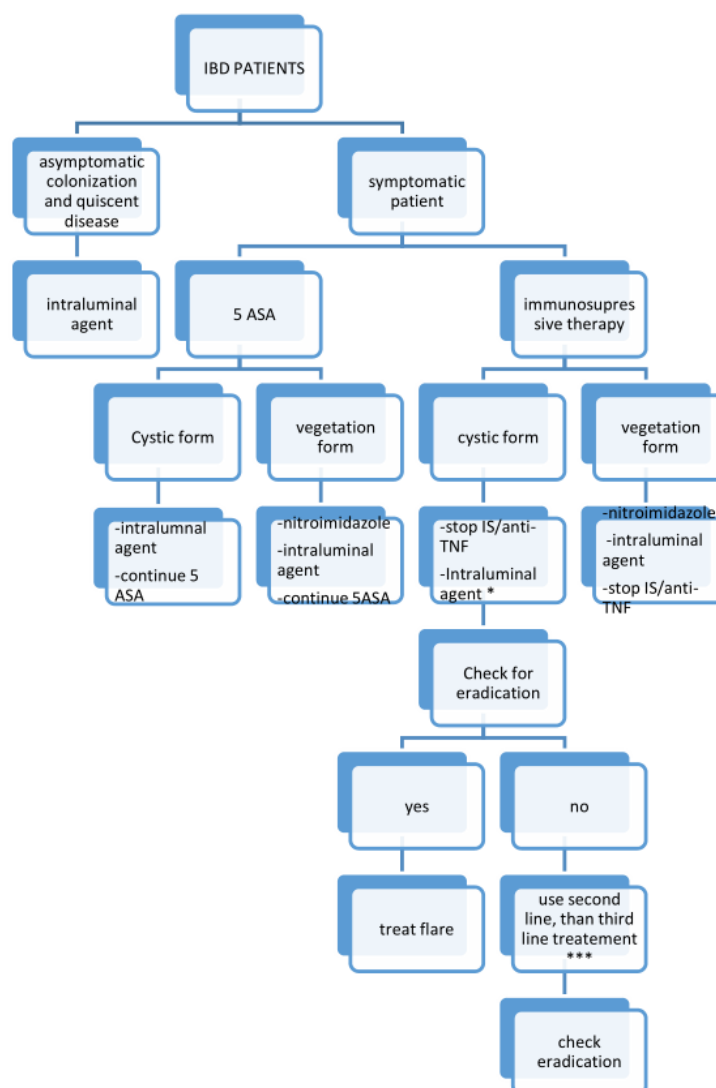 IBD PATIENTS
asymptomatic
colonization
and quiscent
disease
symptomatic
patient
intraluminal
agent
5 ASA
immunosupres
sive therapy
Cystic form
vegetation
form
cystic form
vegetation
form
-intralumnal
agent
-continue 5
ASA
-nitroimidazole
-intraluminal
agent
-continue 5ASA
-stop IS/anti-
TNF
-Intraluminal
agent *
-nitroimidazole
-intraluminal
agent
-stop IS/anti-
TNF
Check for
eradication
yes
no
treat flare
use second
line, than third
line treatement
***
check
eradication